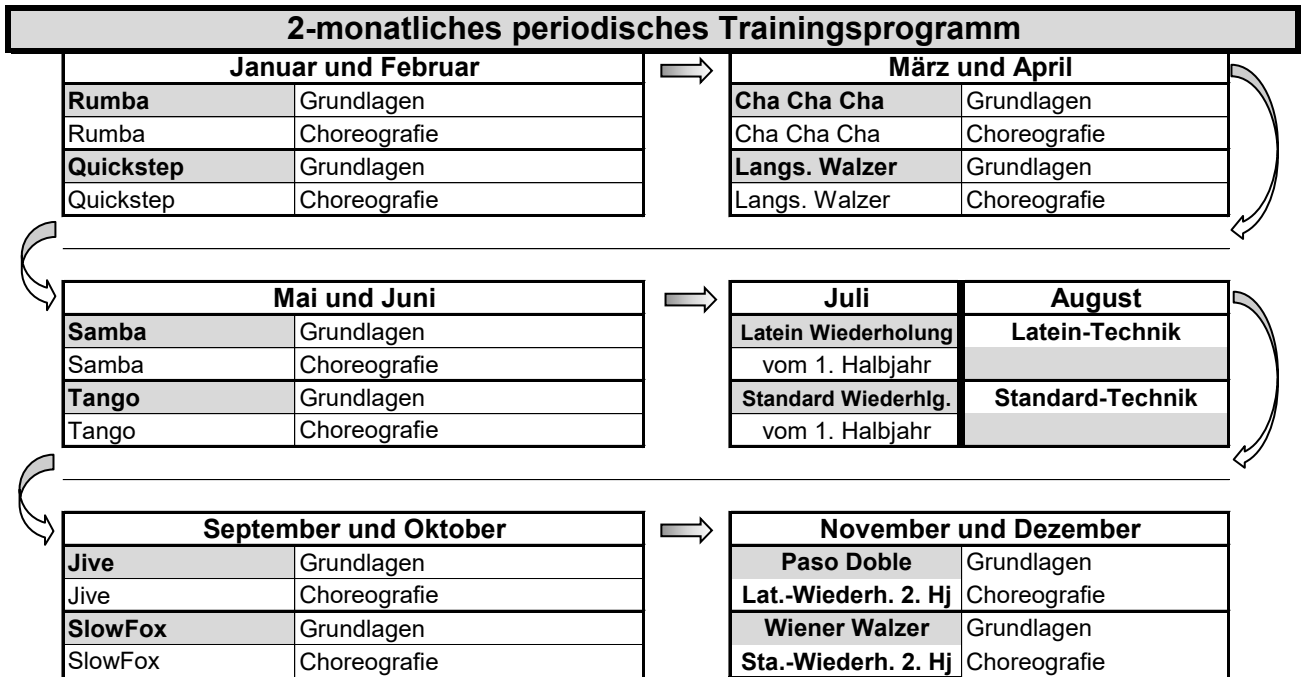 2-monatliches periodisches Trainingsprogramm
Januar und Februar
Rumba Grundlagen
Rumba Choreografie
Quickstep Grundlagen
Quickstep Choreografie
März und April
Cha Cha Cha Grundlagen
Cha Cha Cha Choreografie
Langs. Walzer Grundlagen
Langs. Walzer Choreografie
Mai und Juni
Samba Grundlagen
Samba Choreografie
Tango Grundlagen
Tango Choreografie
Juli August
Latein Wiederholung Latein-Technik
vom 1. Halbjahr
Standard Wiederhlg. Standard-Technik
vom 1. Halbjahr
September und Oktober
Jive Grundlagen
Jive Choreografie
SlowFox Grundlagen
SlowFox Choreografie
November und Dezember
Paso Doble Grundlagen
Lat.-Wiederh. 2. Hj Choreografie
Wiener Walzer Grundlagen
Sta.-Wiederh. 2. Hj Choreografie